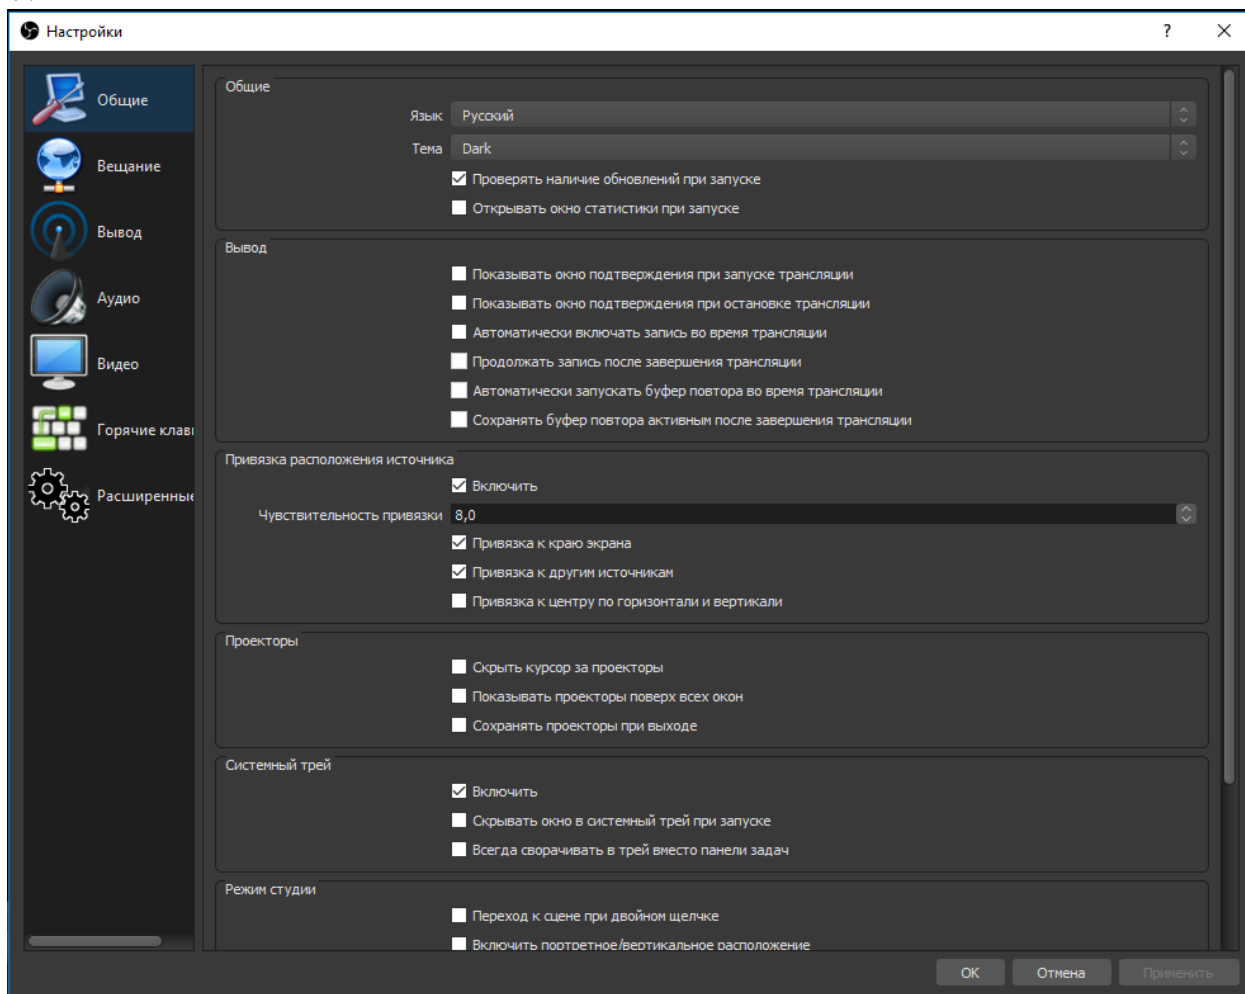 Настройки
?
Общие
Вещание
Вывод
Аудио
Видео
Горячие клав
Расширенные
Общие
Язык Русский
Тема Dark
Проверять наличие обновлений при запуске
Открывать окно статистики при запуске
Вывод
Показывать окно подтверждения при запуске трансляции
Показывать окно подтверждения при остановке трансляции
Автоматически включать запись во время трансляции
Продолжать запись после завершения трансляции
Автоматически запускать буфер повтора во время трансляции
Сохранять буфер повтора активным после завершения трансляции
Привязка расположения источника
Включить
Чувствительность привязки 8,0
Привязка к краю экрана
Привязка к другим источникам
Привязка к центру по горизонтали и вертикали
Проекторы
Скрыть курсор за проекторы
Показывать проекторы поверх всех окон
Сохранять проекторы при выходе
Системный трей
Включить
Скрывать окно в системный трей при запуске
Всегда сворачивать в трей вместо панели задач
Режим студии
Переход к сцене при двойном щелчке
Включить портретное/вертикальное расположение
OK Отмена Применить